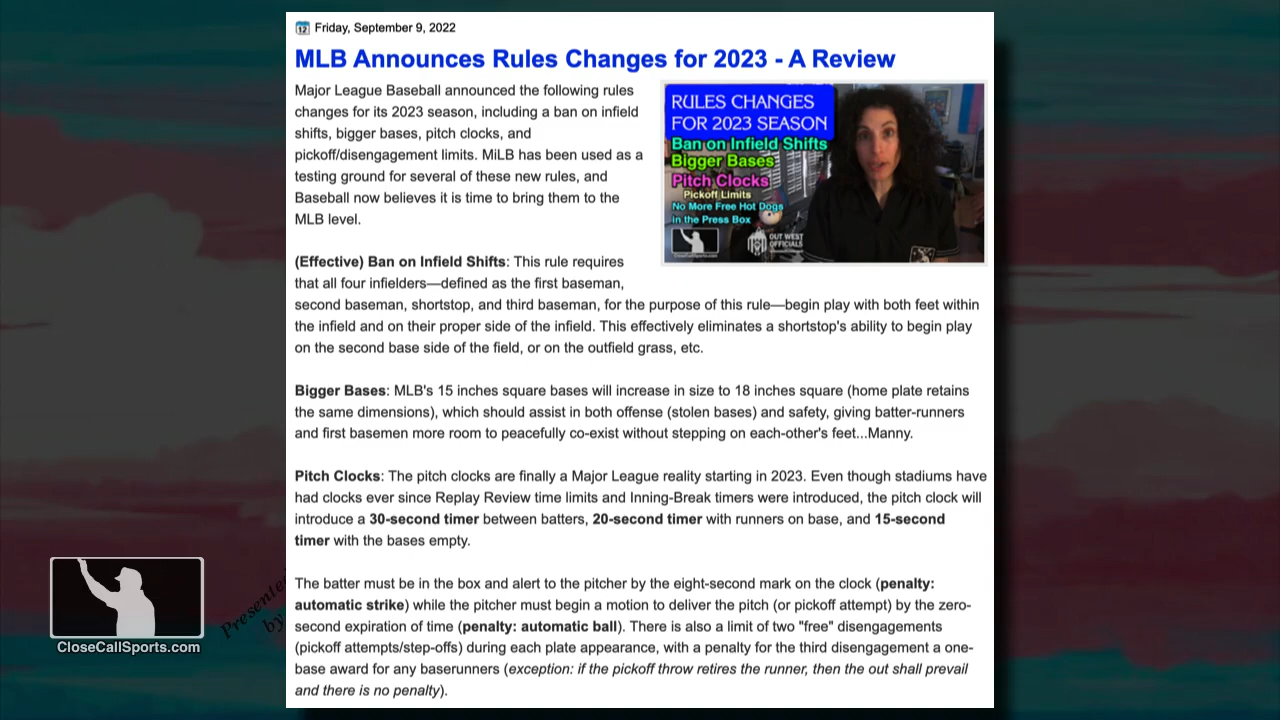 12 Friday, September 9, 2022
MLB Announces Rules Changes for 2023 - A Review
Major League Baseball announced the following rules
changes for its 2023 season, including a ban on infield
shifts, bigger bases, pitch clocks, and
pickoff/disengagement limits. MiLB has been used as a
testing ground for several of these new rules, and
Baseball now believes it is time to bring them to the
MLB level.
RULES CHANGES
FOR 2023 SEASON
Ban on Infield Shifts
Bigger Bases
Pitch Clocks
Pickoff Limits
No More Free Hot Dogs
in the Press Box
CloseCallSports.com
OUT WEST
OFFICIALS
(Effective) Ban on Infield Shifts: This rule requires
that all four infielders—defined as the first baseman,
second baseman, shortstop, and third baseman, for the purpose of this rule—begin play with both feet within
the infield and on their proper side of the infield. This effectively eliminates a shortstop's ability to begin play
on the second base side of the field, or on the outfield grass, etc.
Bigger Bases: MLB's 15 inches square bases will increase in size to 18 inches square (home plate retains
the same dimensions), which should assist in both offense (stolen bases) and safety, giving batter-runners
and first basemen more room to peacefully co-exist without stepping on each-other's feet...Manny.
Pitch Clocks: The pitch clocks are finally a Major League reality starting in 2023. Even though stadiums have
had clocks ever since Replay Review time limits and Inning-Break timers were introduced, the pitch clock will
introduce a 30-second timer between batters, 20-second timer with runners on base, and 15-second
timer with the bases empty.
The batter must be in the box and alert to the pitcher by the eight-second mark on the clock (penalty:
automatic strike) while the pitcher must begin a motion to deliver the pitch (or pickoff attempt) by the zero-
second expiration of time (penalty: automatic ball). There is also a limit of two "free" disengagements
(pickoff attempts/step-offs) during each plate appearance, with a penalty for the third disengagement a one-
base award for any baserunners (exception: if the pickoff throw retires the runner, then the out shall prevail
and there is no penalty).
Presented
by
CloseCallSports.com